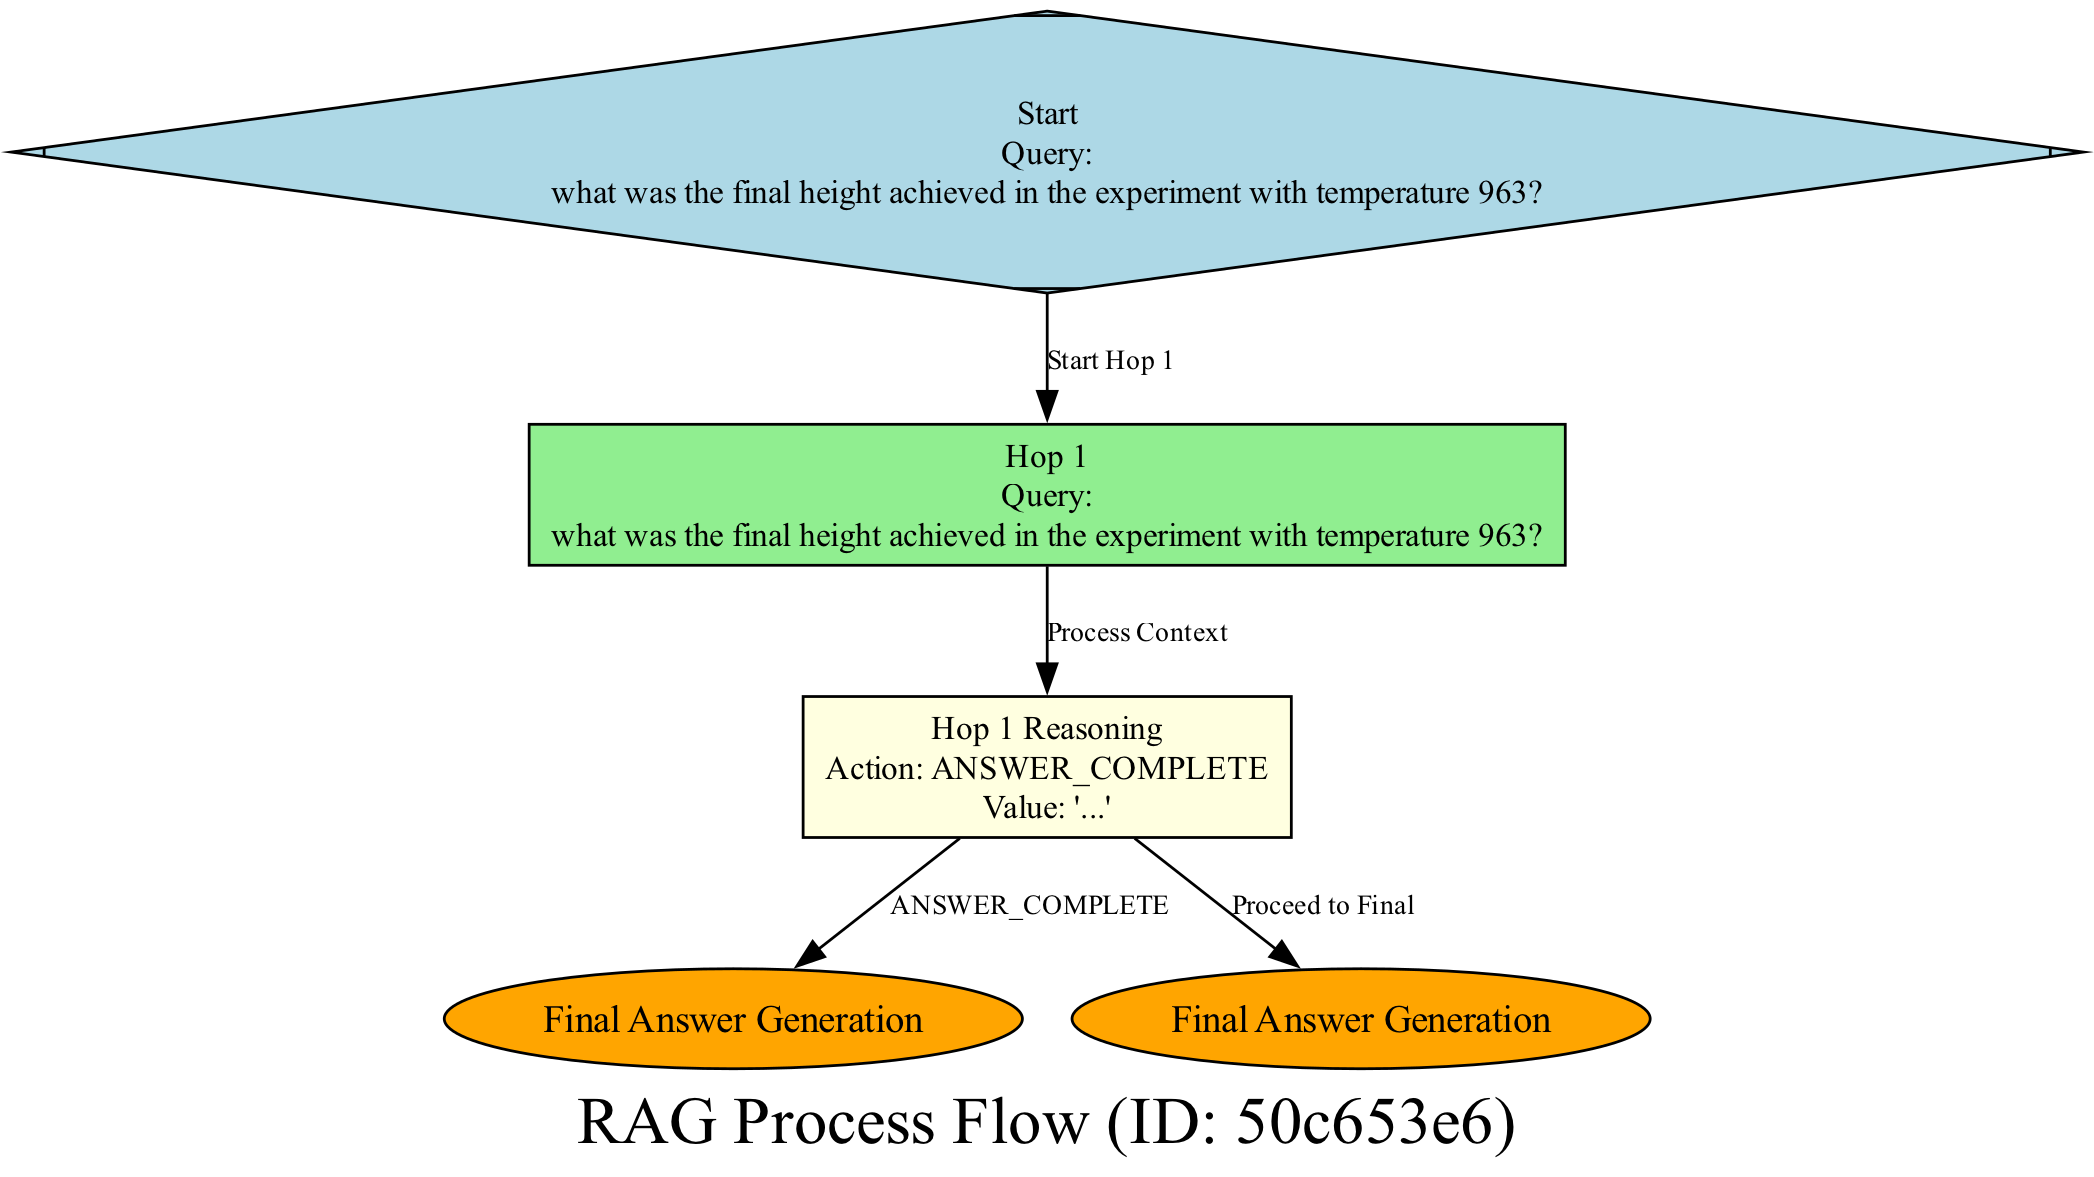 Start
Query:
what was the final height achieved in the experiment with temperature 963?
Start Hop 1
Hop 1
Query:
what was the final height achieved in the experiment with temperature 963?
Process Context
Hop 1 Reasoning
Action: ANSWER_COMPLETE
Value: '...'
ANSWER_COMPLETE
Proceed to Final
Final Answer Generation
Final Answer Generation
RAG Process Flow (ID: 50c653e6)